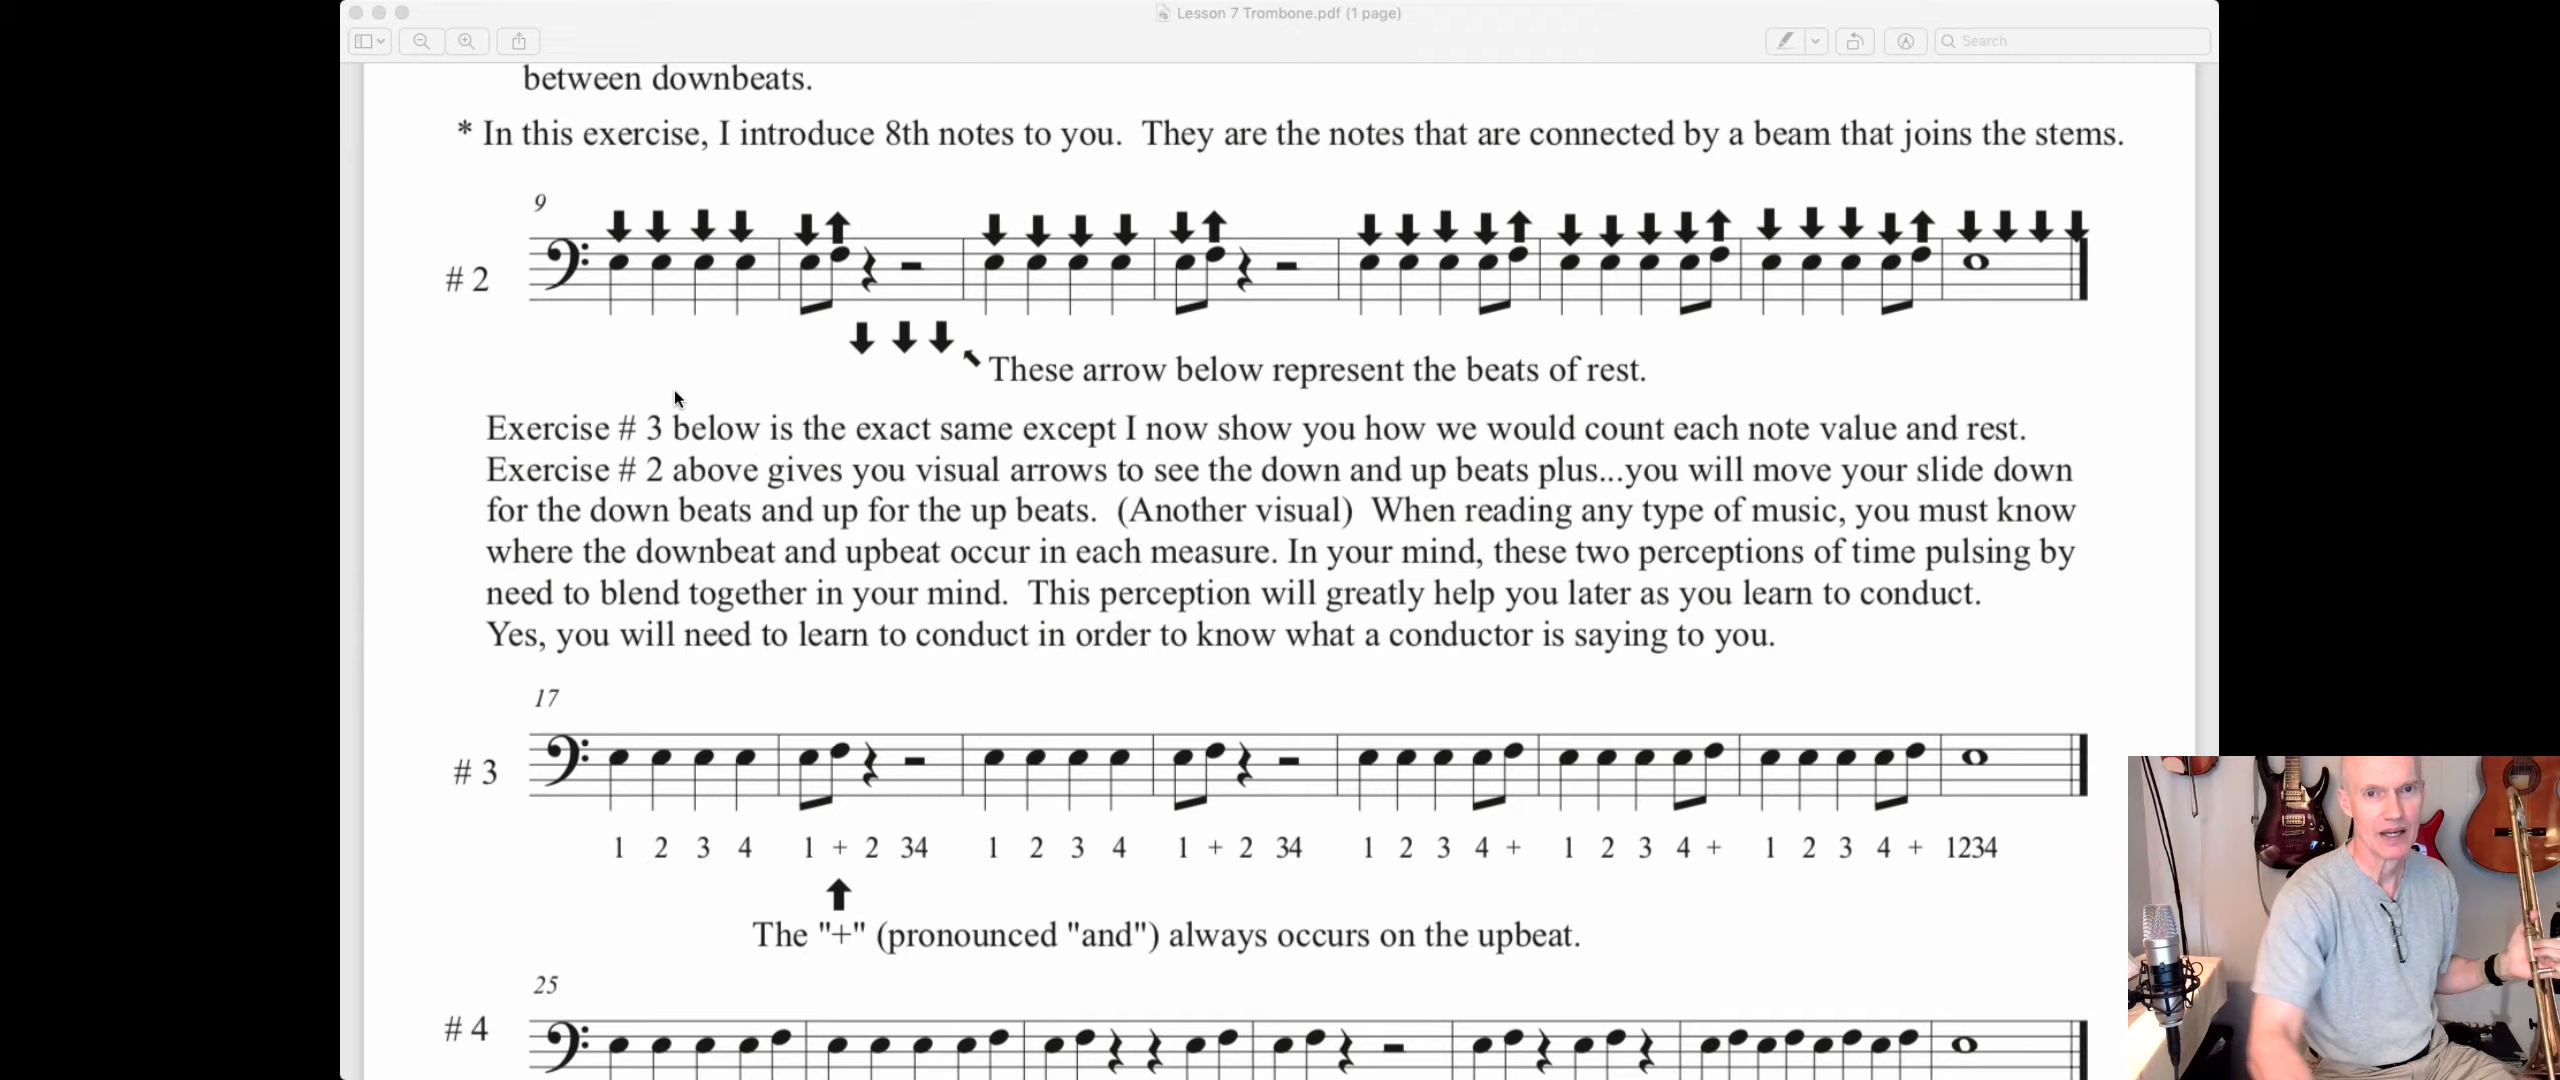 Lesson 7 Trombone.pdf (1 page)
Search
between downbeats.
* In this exercise, I introduce 8th notes to you.  They are the notes that are connected by a beam that joins the stems.
9
# 2
These arrow below represent the beats of rest.
Exercise # 3 below is the exact same except I now show you how we would count each note value and rest.
Exercise # 2 above gives you visual arrows to see the down and up beats plus...you will move your slide down
for the down beats and up for the up beats.  (Another visual)  When reading any type of music, you must know
where the downbeat and upbeat occur in each measure. In your mind, these two perceptions of time pulsing by
need to blend together in your mind.  This perception will greatly help you later as you learn to conduct.
Yes, you will need to learn to conduct in order to know what a conductor is saying to you.
17
# 3
1 2 3 4 1 + 2 34 1 2 3 4 1 + 2 34 1 2 3 4 + 1 2 3 4 + 1 2 3 4 + 1234
The "+" (pronounced "and") always occurs on the upbeat.
25
# 4